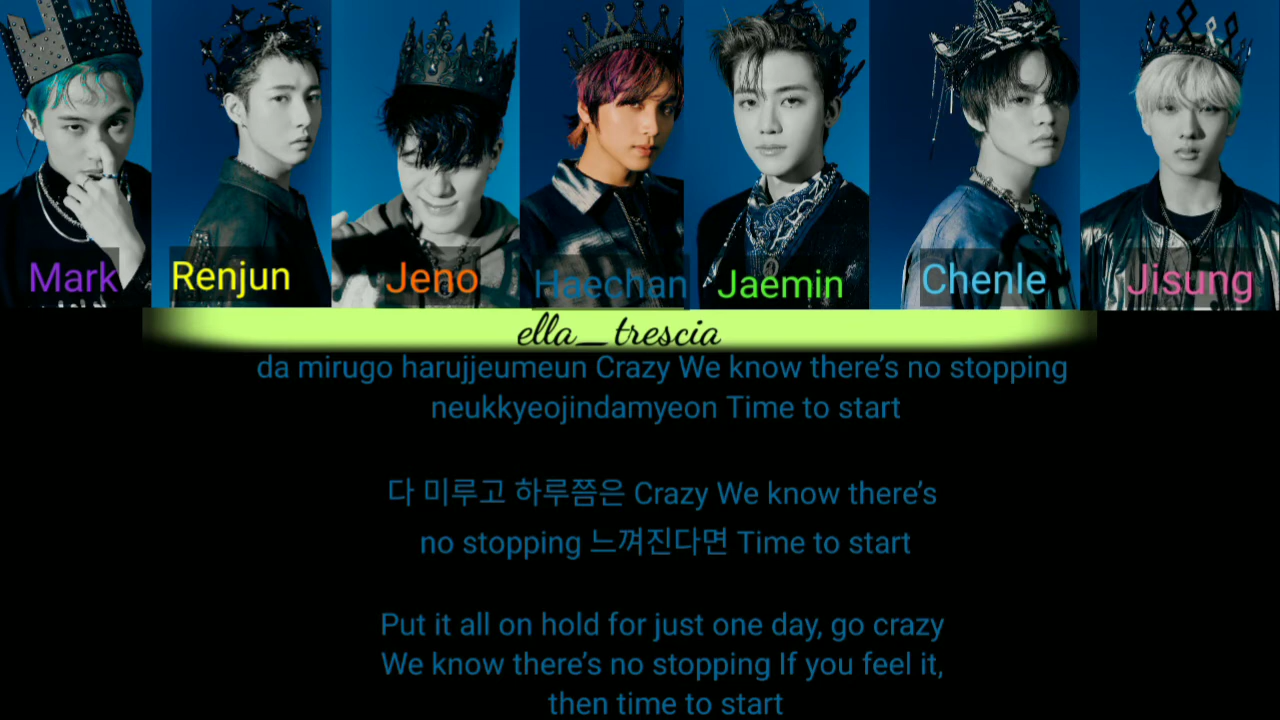 Mark Renjun Jeno Haechan Jaemin Chenle Jisung
ella_trescia
da mirugo harujjeumeun Crazy We know there’s no stopping
neukkyeojindamyeon Time to start
다 미루고 하루쯤은 Crazy We know there’s
no stopping 느껴진다면 Time to start
Put it all on hold for just one day, go crazy
We know there’s no stopping If you feel it,
then time to start